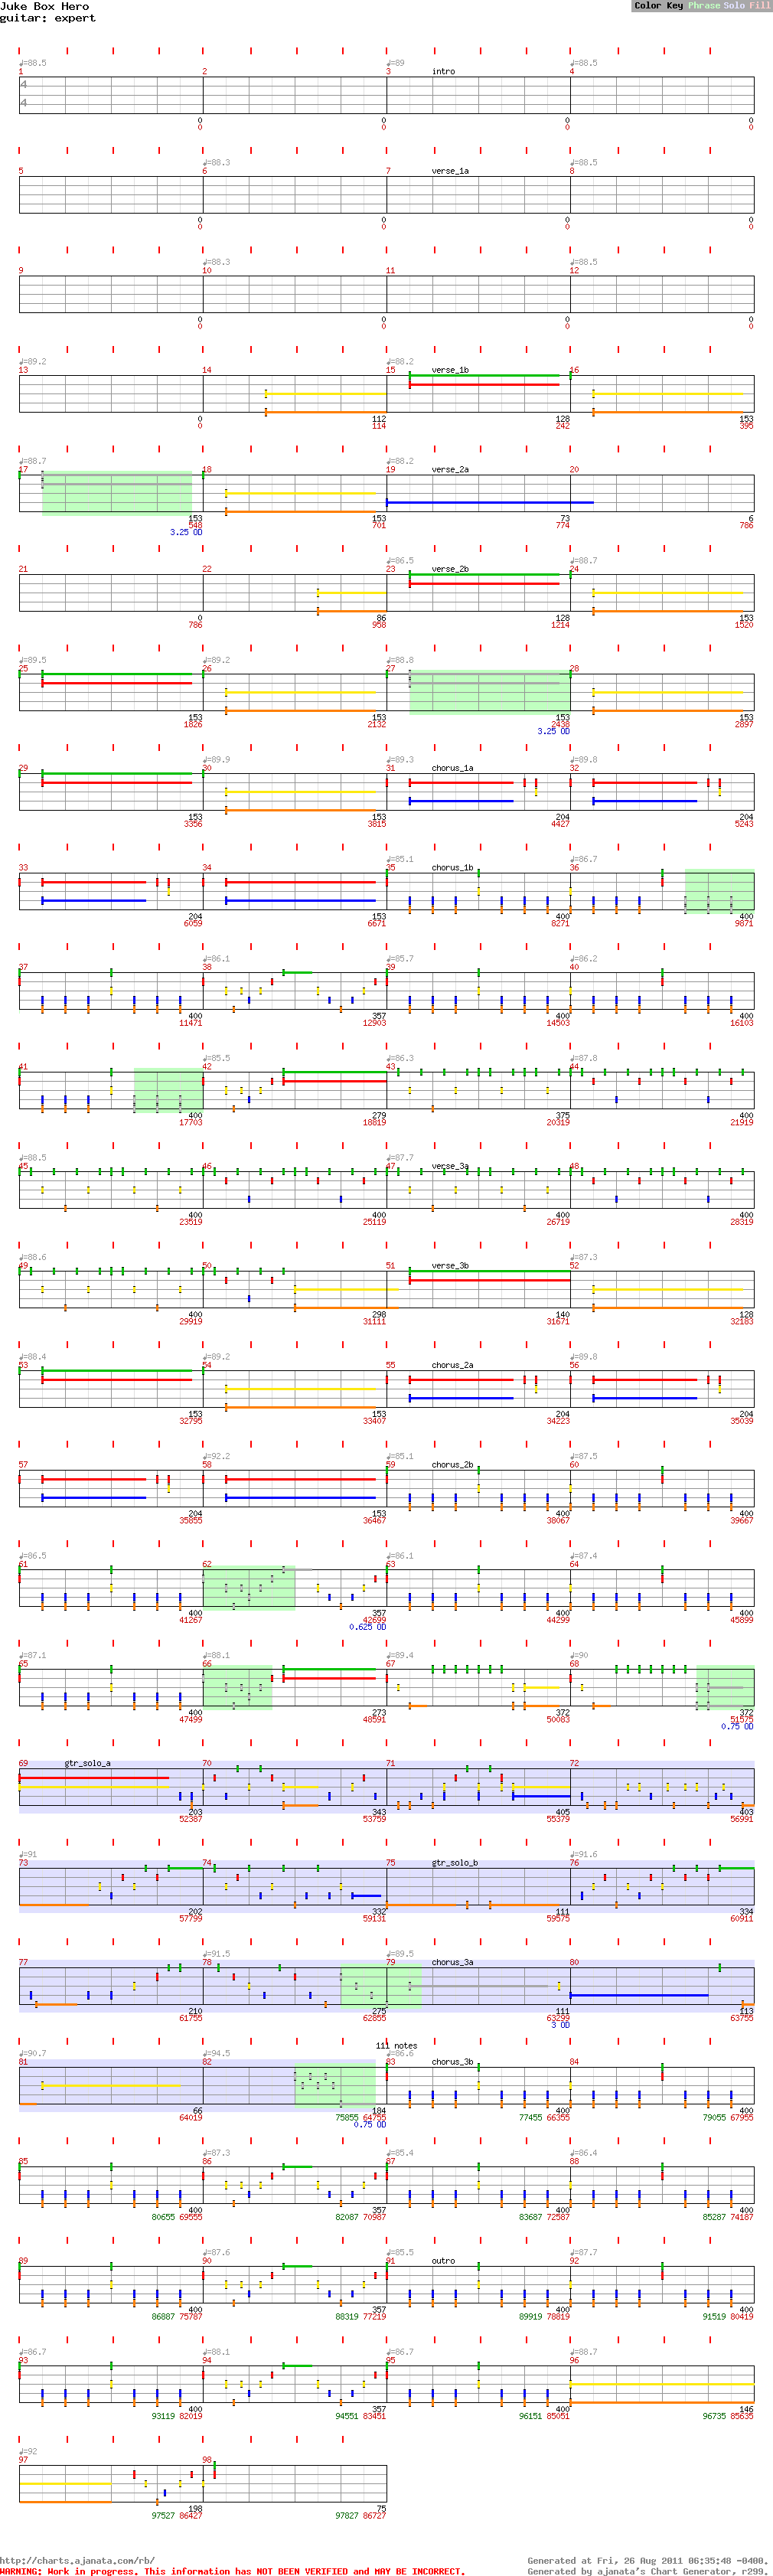 Juke Box Hero
Color Key Phrase Solo Fill
guitar: expert
♩=88.5 ♩=89 ♩=88.5
1 2 3 intro 4
4
4
0 0 0 0
0 0 0 0
♩=88.3 ♩=88.5
5 6 7 verse_1a 8
0 0 0 0
0 0 0 0
♩=88.3 ♩=88.5
9 10 11 12
0 0 0 0
0 0 0 0
♩=89.2 ♩=88.2
13 14 15 verse_1b 16
0 112 128 153
0 114 242 395
♩=88.7 ♩=88.2
17 18 19 verse_2a 20
153 153 73 6
548 701 774 786
3.25 OD
♩=86.5 ♩=88.7
21 22 23 verse_2b 24
0 86 128 153
786 958 1214 1520
♩=89.5 ♩=89.2 ♩=88.8
25 26 27 28
153 153 153 153
1826 2132 2438 2897
3.25 OD
♩=89.9 ♩=89.3 ♩=89.8
29 30 31 chorus_1a 32
153 153 204 204
3356 3815 4427 5243
♩=85.1 ♩=86.7
33 34 35 chorus_1b 36
204 153 400 400
6059 6671 8271 9871
♩=86.1 ♩=85.7 ♩=86.2
37 38 39 40
400 357 400 400
11471 12903 14503 16103
♩=85.5 ♩=86.3 ♩=87.8
41 42 43 44
400 279 375 400
17703 18819 20319 21919
♩=88.5 ♩=87.7
45 46 47 verse_3a 48
400 400 400 400
23519 25119 26719 28319
♩=88.6 ♩=87.3
49 50 51 verse_3b 52
400 298 140 128
29919 31111 31671 32183
♩=88.4 ♩=89.2 ♩=89.8
53 54 55 chorus_2a 56
153 153 204 204
32795 33407 34223 35039
♩=92.2 ♩=85.1 ♩=87.5
57 58 59 chorus_2b 60
204 153 400 400
35855 36467 38067 39667
♩=86.5 ♩=86.1 ♩=87.4
61 62 63 64
400 357 400 400
41267 42699 44299 45899
0.625 OD
♩=87.1 ♩=88.1 ♩=89.4 ♩=90
65 66 67 68
400 273 372 372
47499 48591 50083 51575
0.75 OD
69 gtr_solo_a 70 71 72
203 343 405 403
52387 53759 55379 56991
♩=91 ♩=91.6
73 74 75 gtr_solo_b 76
202 332 111 334
57799 59131 59575 60911
♩=91.5 ♩=89.5
77 78 79 chorus_3a 80
210 275 111 113
61755 62855 63299 63755
3 OD
111 notes
♩=90.7 ♩=94.5 ♩=86.6
81 82 83 chorus_3b 84
66 184 400 400
64019 75855 64755 77455 66355 79055 67955
0.75 OD
♩=87.3 ♩=85.4 ♩=86.4
85 86 87 88
400 357 400 400
80655 69555 82087 70987 83687 72587 85287 74187
♩=87.6 ♩=85.5 ♩=87.7
89 90 91 outro 92
400 357 400 400
86887 75787 88319 77219 89919 78819 91519 80419
♩=86.7 ♩=88.1 ♩=86.7 ♩=88.7
93 94 95 96
400 357 400 146
93119 82019 94551 83451 96151 85051 96735 85635
♩=92
97 98
198 75
97527 86427 97827 86727
http://charts.ajanata.com/rb/
Generated at Fri, 26 Aug 2011 06:35:48 -0400.
WARNING: Work in progress. This information has NOT BEEN VERIFIED and MAY BE INCORRECT.
Generated by ajanata's Chart Generator, r299.